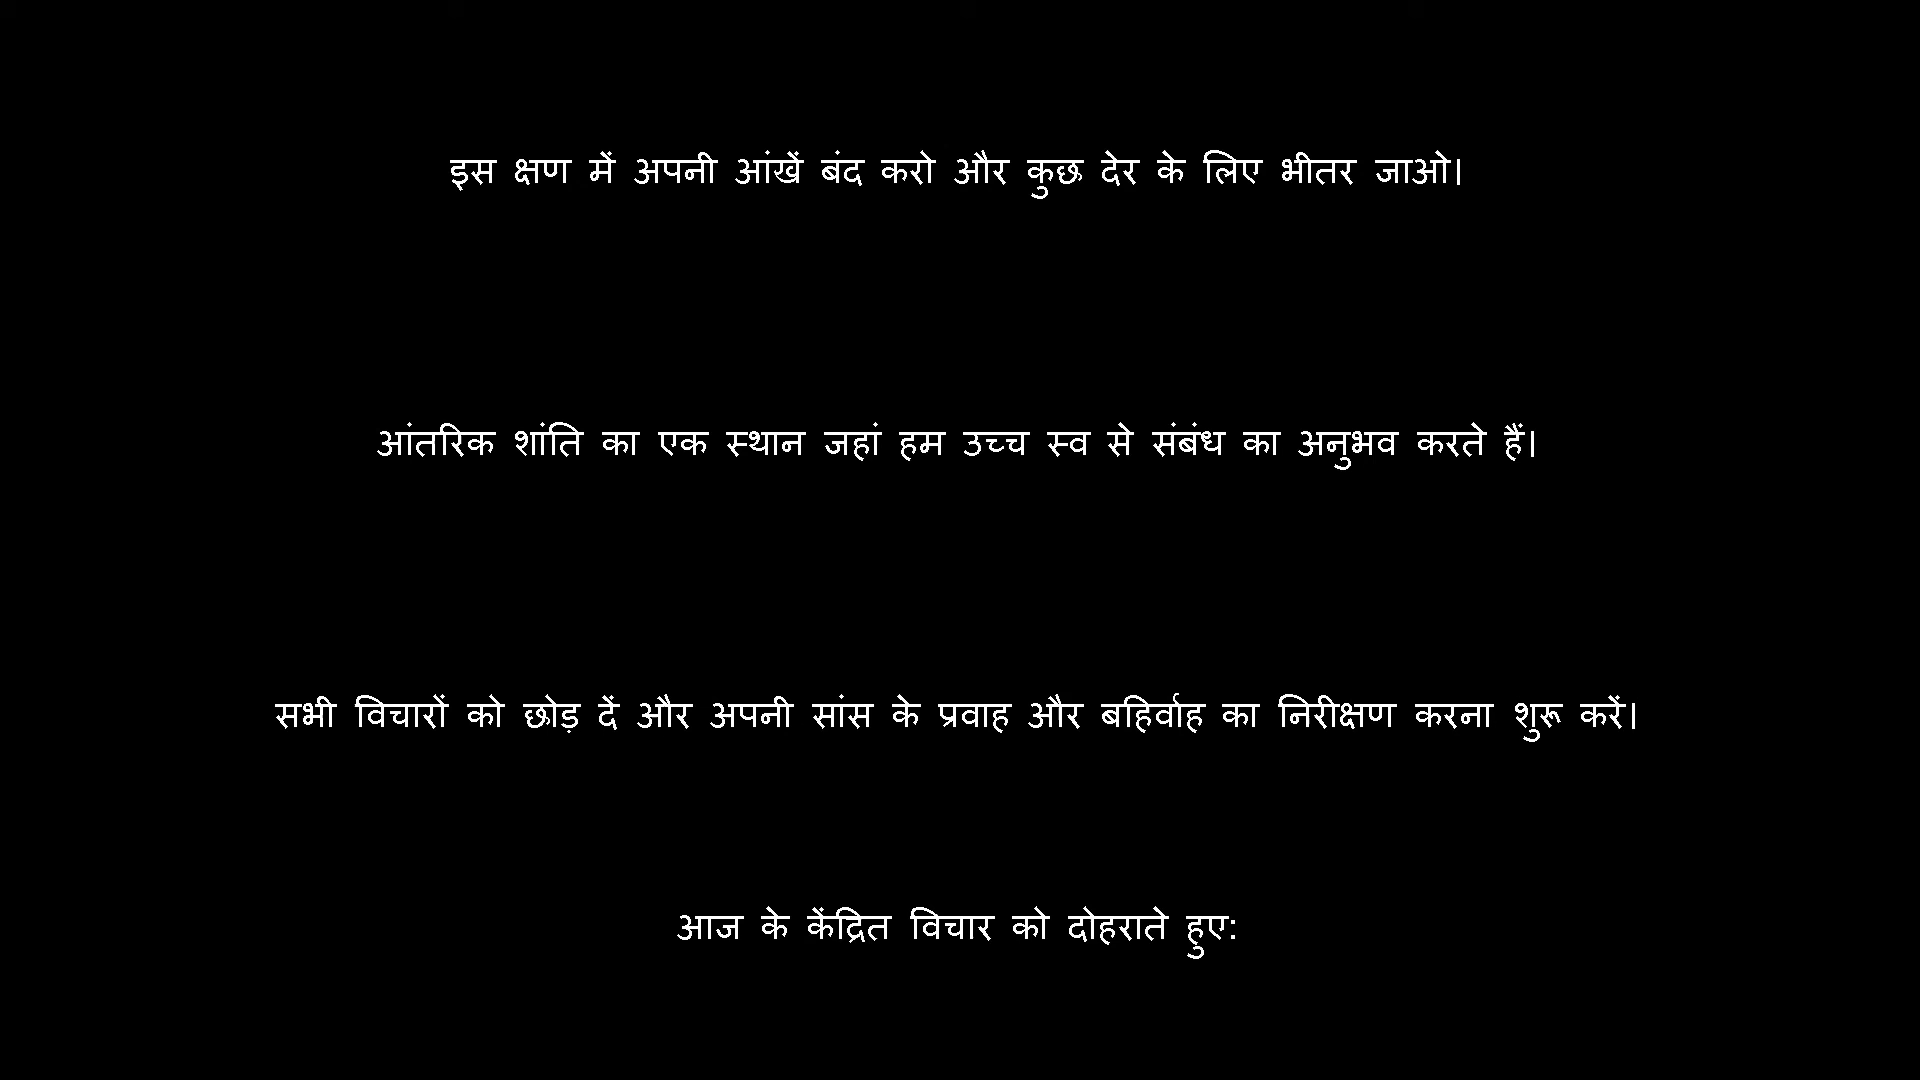 इस क्षण में अपनी आंखें बंद करो और कुछ देर के लिए भीतर जाओ।
आंतरिक शांति का एक स्थान जहां हम उच्च स्व से संबंध का अनुभव करते हैं।
सभी विचारों को छोड़ दें और अपनी सांस के प्रवाह और बहिर्वाह का निरीक्षण करना शुरू करें।
आज के केंद्रित विचार को दोहराते हुए: